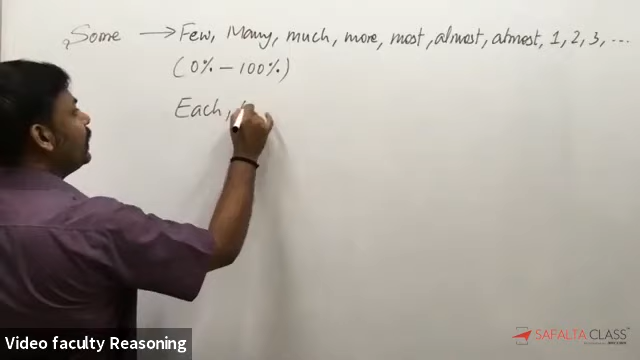 Some → Few, Many, much, more, most, almost, atmost, 1, 2, 3, ...
(0% – 100%)
Each,
SAFALTA CLASS
Video faculty Reasoning